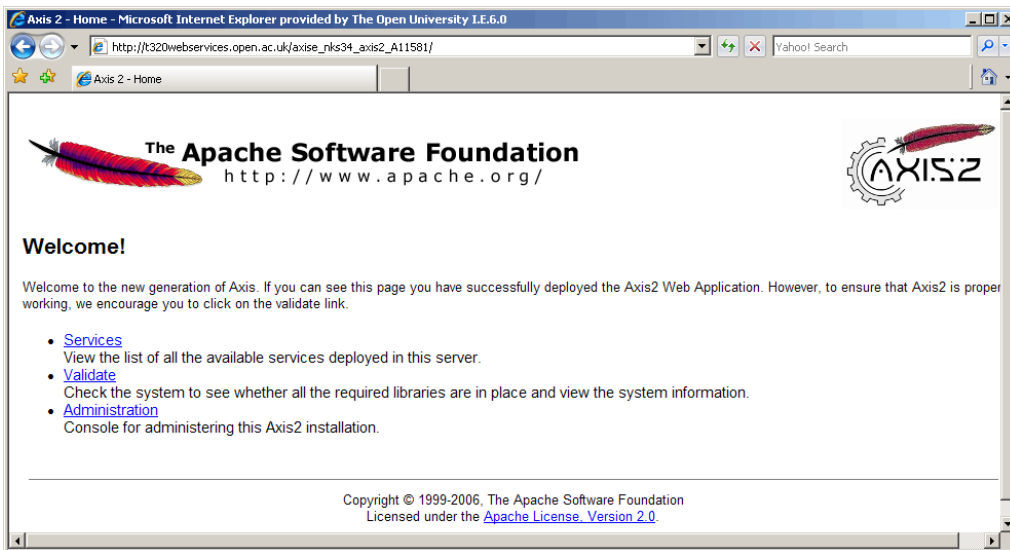 Axis 2 - Home - Microsoft Internet Explorer provided by The Open University I.E.6.0
http://t320webservices.open.ac.uk/axise_nks34_axis2_A11581/
Yahoo! Search
Axis 2 - Home
The Apache Software Foundation
http://www.apache.org/
AXIS2
Welcome!
Welcome to the new generation of Axis. If you can see this page you have successfully deployed the Axis2 Web Application. However, to ensure that Axis2 is proper
working, we encourage you to click on the validate link.
Services
View the list of all the available services deployed in this server.
Validate
Check the system to see whether all the required libraries are in place and view the system information.
Administration
Console for administering this Axis2 installation.
Copyright © 1999-2006, The Apache Software Foundation
Licensed under the Apache License, Version 2.0.